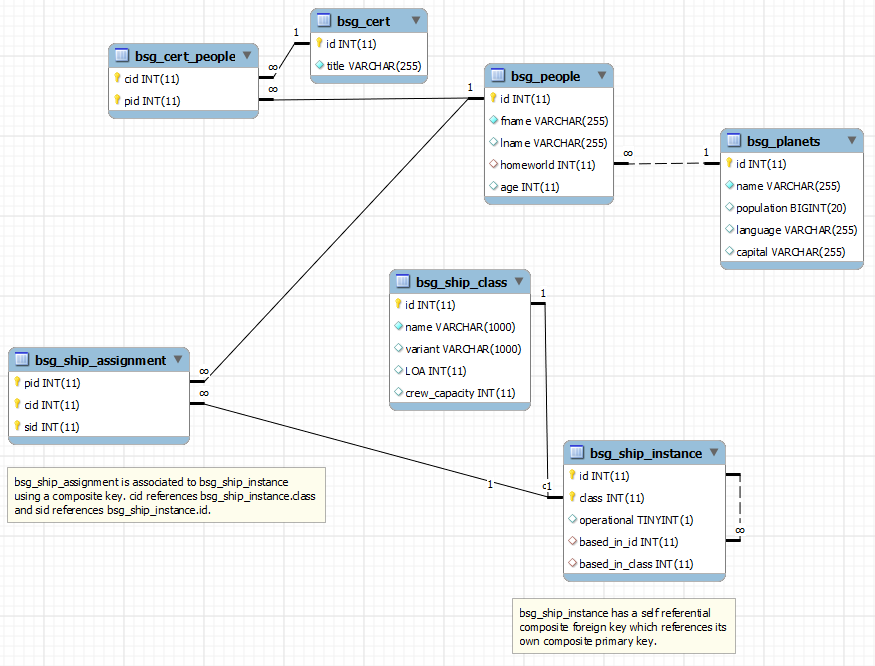 bsg_cert
id INT(11)
title VARCHAR(255)
1
bsg_cert_people
cid INT(11)
pid INT(11)
∞
∞
bsg_people
id INT(11)
fname VARCHAR(255)
lname VARCHAR(255)
homeworld INT(11)
age INT(11)
1
∞
1
bsg_planets
id INT(11)
name VARCHAR(255)
population BIGINT(20)
language VARCHAR(255)
capital VARCHAR(255)
bsg_ship_class
id INT(11)
name VARCHAR(1000)
variant VARCHAR(1000)
LOA INT(11)
crew_capacity INT(11)
1
bsg_ship_assignment
pid INT(11)
cid INT(11)
sid INT(11)
∞
∞
bsg_ship_assignment is associated to bsg_ship_instance
using a composite key. cid references bsg_ship_instance.class
and sid references bsg_ship_instance.id.
1
1
bsg_ship_instance
id INT(11)
class INT(11)
operational TINYINT(1)
based_in_id INT(11)
based_in_class INT(11)
∞
bsg_ship_instance has a self referential
composite foreign key which references its
own composite primary key.